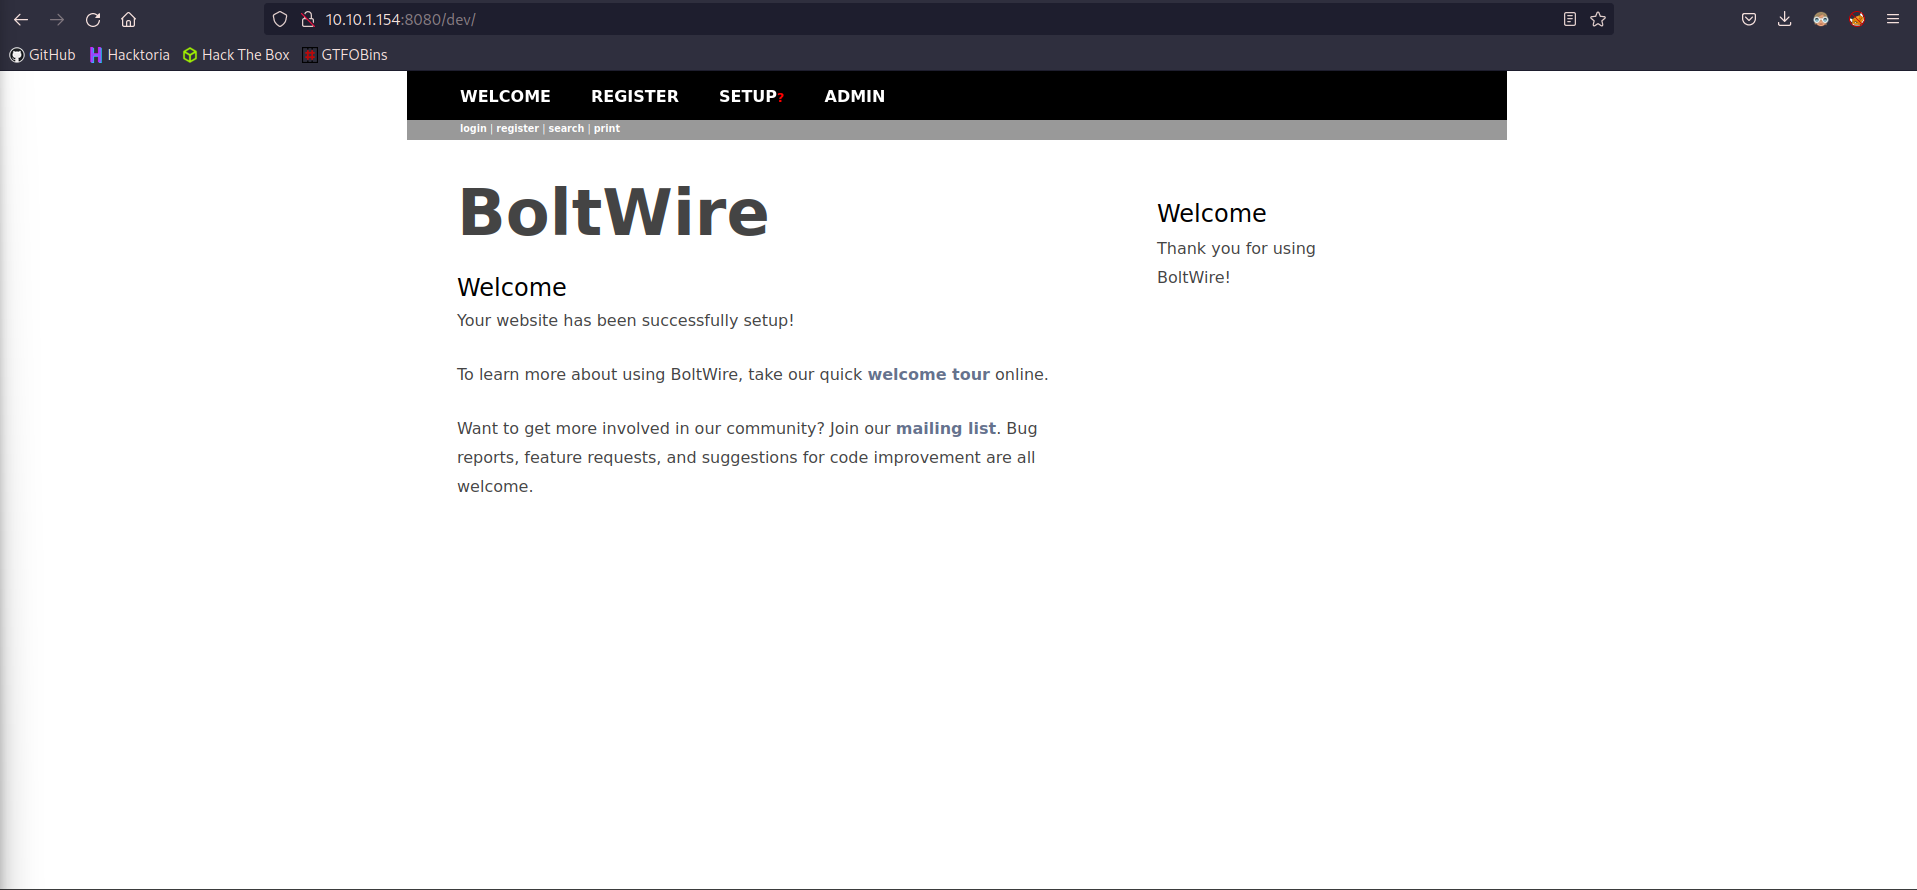 10.10.1.154:8080/dev/
GitHub Hacktoria Hack The Box GTFOBins
WELCOME REGISTER SETUP? ADMIN
login | register | search | print
BoltWire
Welcome
Your website has been successfully setup!
To learn more about using BoltWire, take our quick welcome tour online.
Want to get more involved in our community? Join our mailing list. Bug
reports, feature requests, and suggestions for code improvement are all
welcome.
Welcome
Thank you for using
BoltWire!